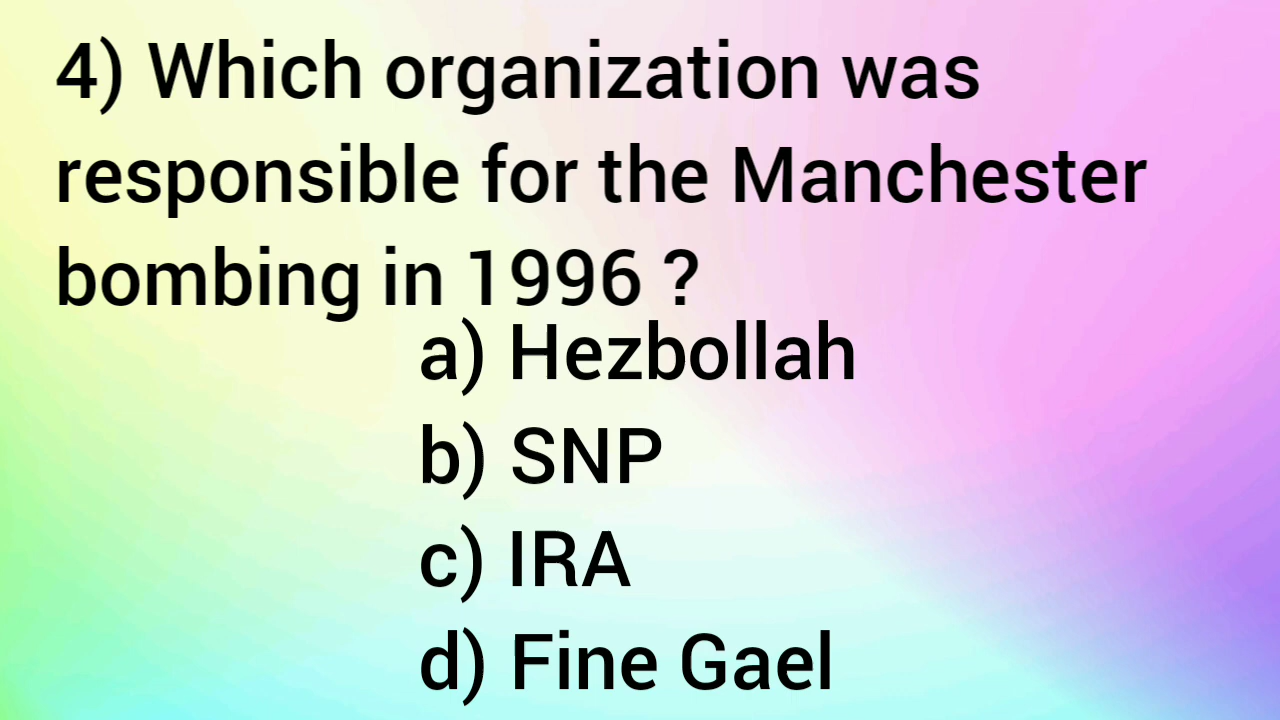 4) Which organization was
responsible for the Manchester
bombing in 1996 ?
a) Hezbollah
b) SNP
c) IRA
d) Fine Gael